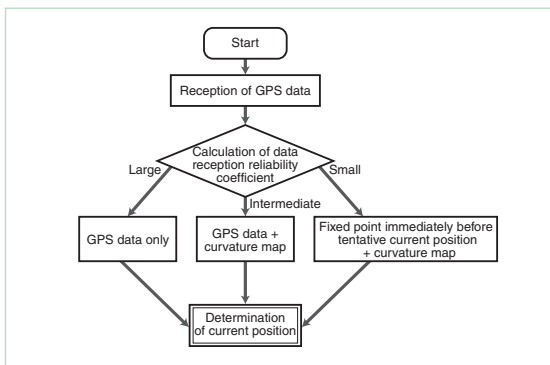 Start
Reception of GPS data
Calculation of data
reception reliability
coefficient
Large
Small
Intermediate
GPS data only
GPS data +
curvature map
Fixed point immediately before
tentative current position
+ curvature map
Determination
of current position